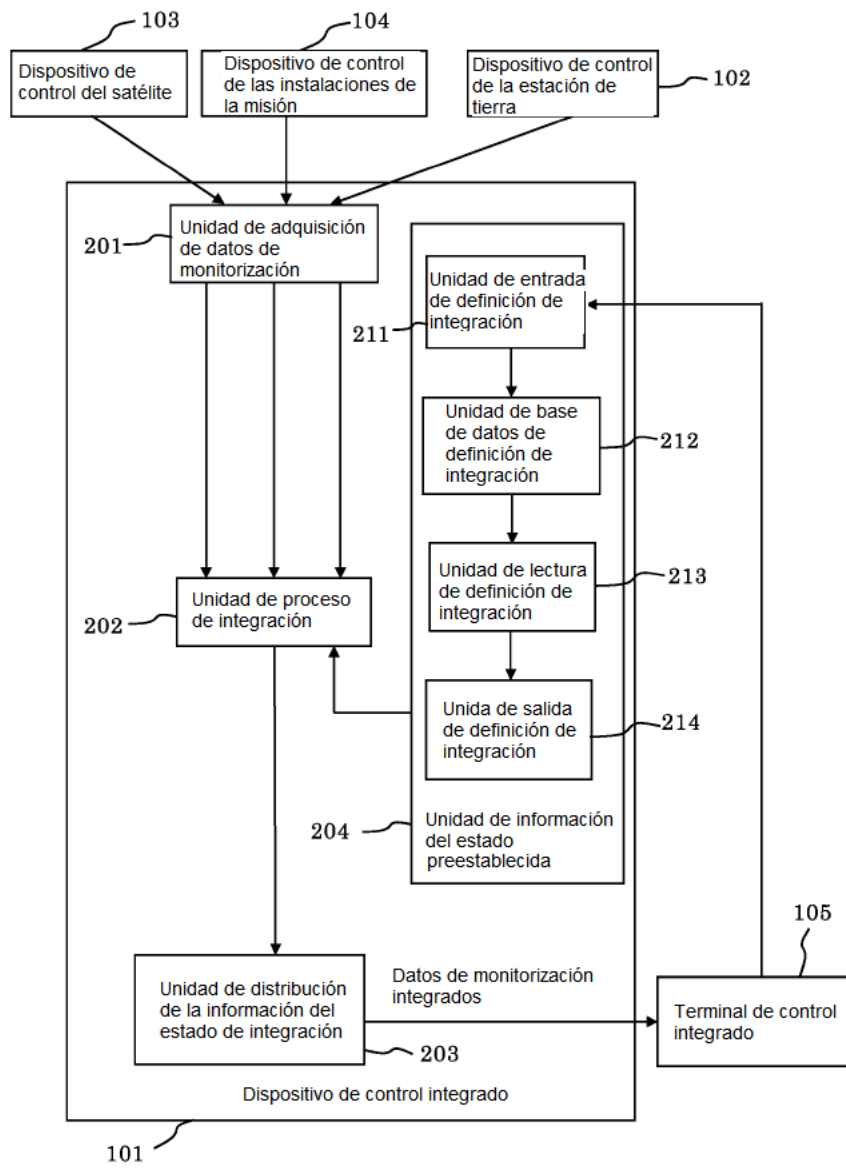 103
104
Dispositivo de
control del satélite
Dispositivo de control
de las instalaciones de
la misión
Dispositivo de control
de la estación de
tierra
102
Unidad de adquisición
de datos de
monitorización
201
Unidad de entrada
de definición de
integración
211
Unidad de base
de datos de
definición de
integración
212
Unidad de lectura
de definición de
integración
213
Unidad de proceso
de integración
202
Unida de salida
de definición de
integración
214
204
Unidad de información
del estado
preestablecida
105
Unidad de distribución
de la información del
estado de integración
203
Datos de monitorización
integrados
Terminal de control
integrado
Dispositivo de control integrado
101